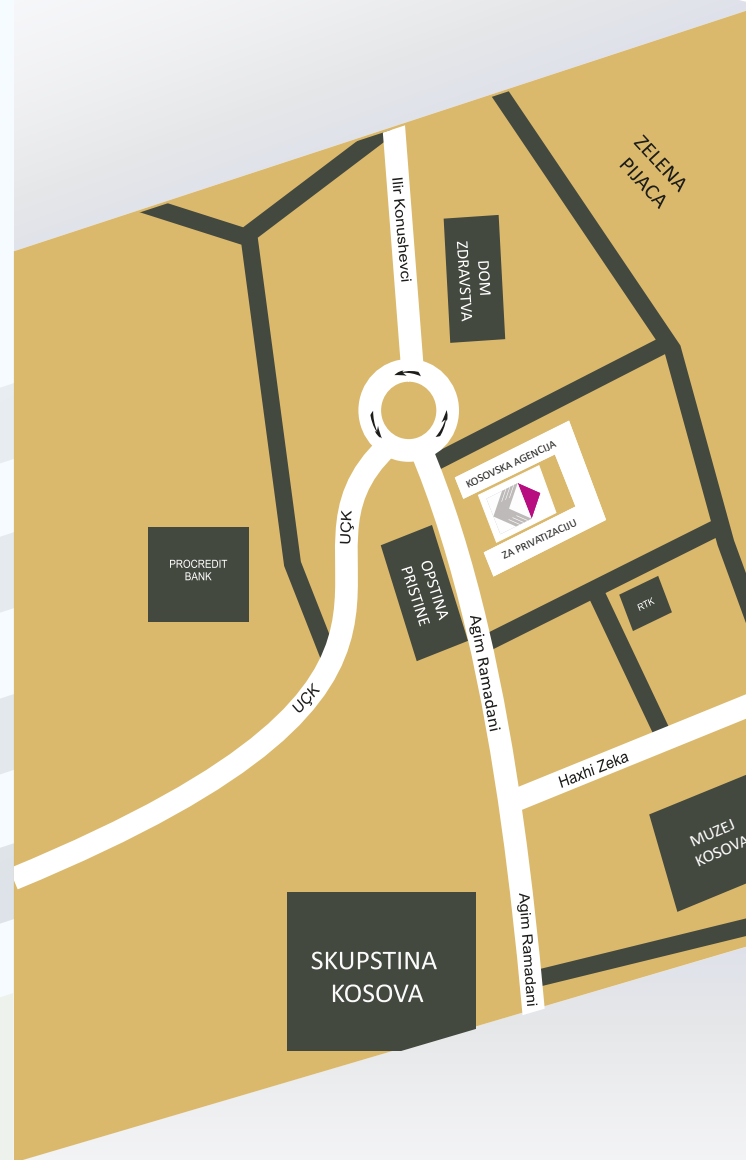 ZELENA
PIJACA
Ilir Konushevci
DOM
ZDRAVSTVA
KOSOVSKA AGENCIJA
ZA PRIVATIZACIJU
UÇK
PROCREDIT
BANK
OPSTINA
PRISTINE
RTK
Agim Ramadani
UÇK
Haxhi Zeka
MUZEJ
KOSOVA
SKUPSTINA
KOSOVA
Agim Ramadani